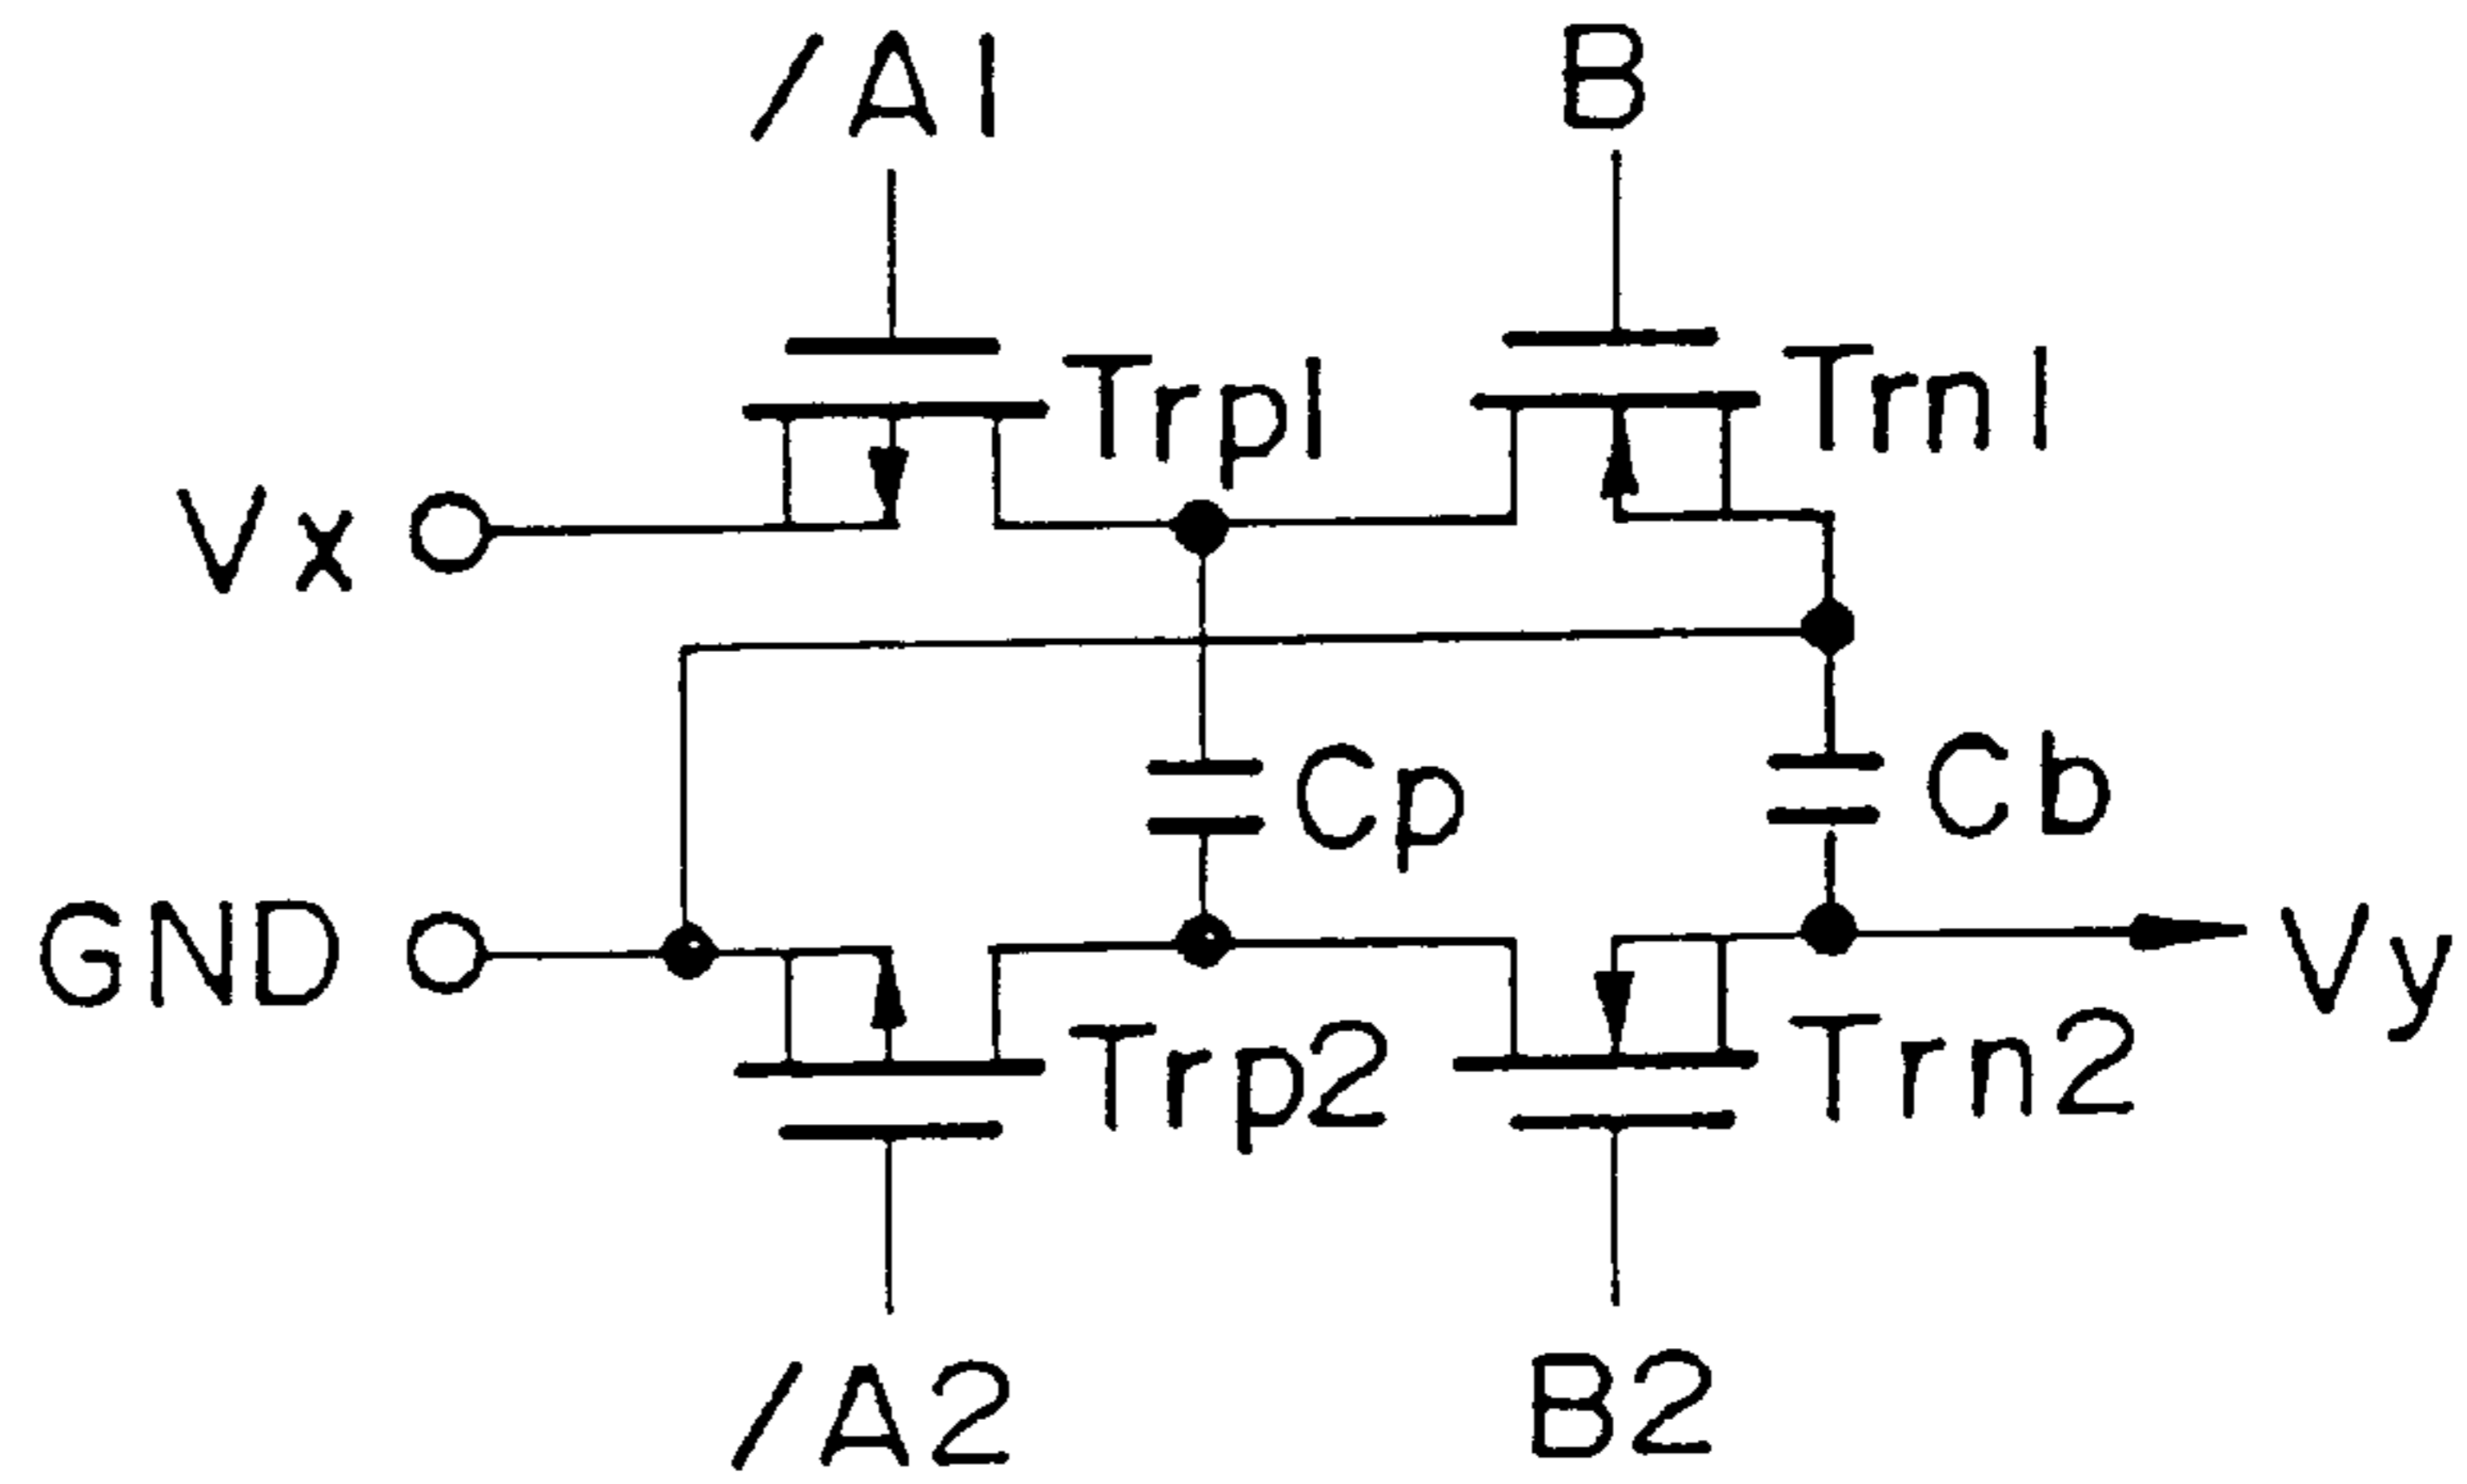 /A1
B
Trp1
Trn1
Vx
Cp
Cb
GND
Vy
Trp2
Trn2
/A2
B2